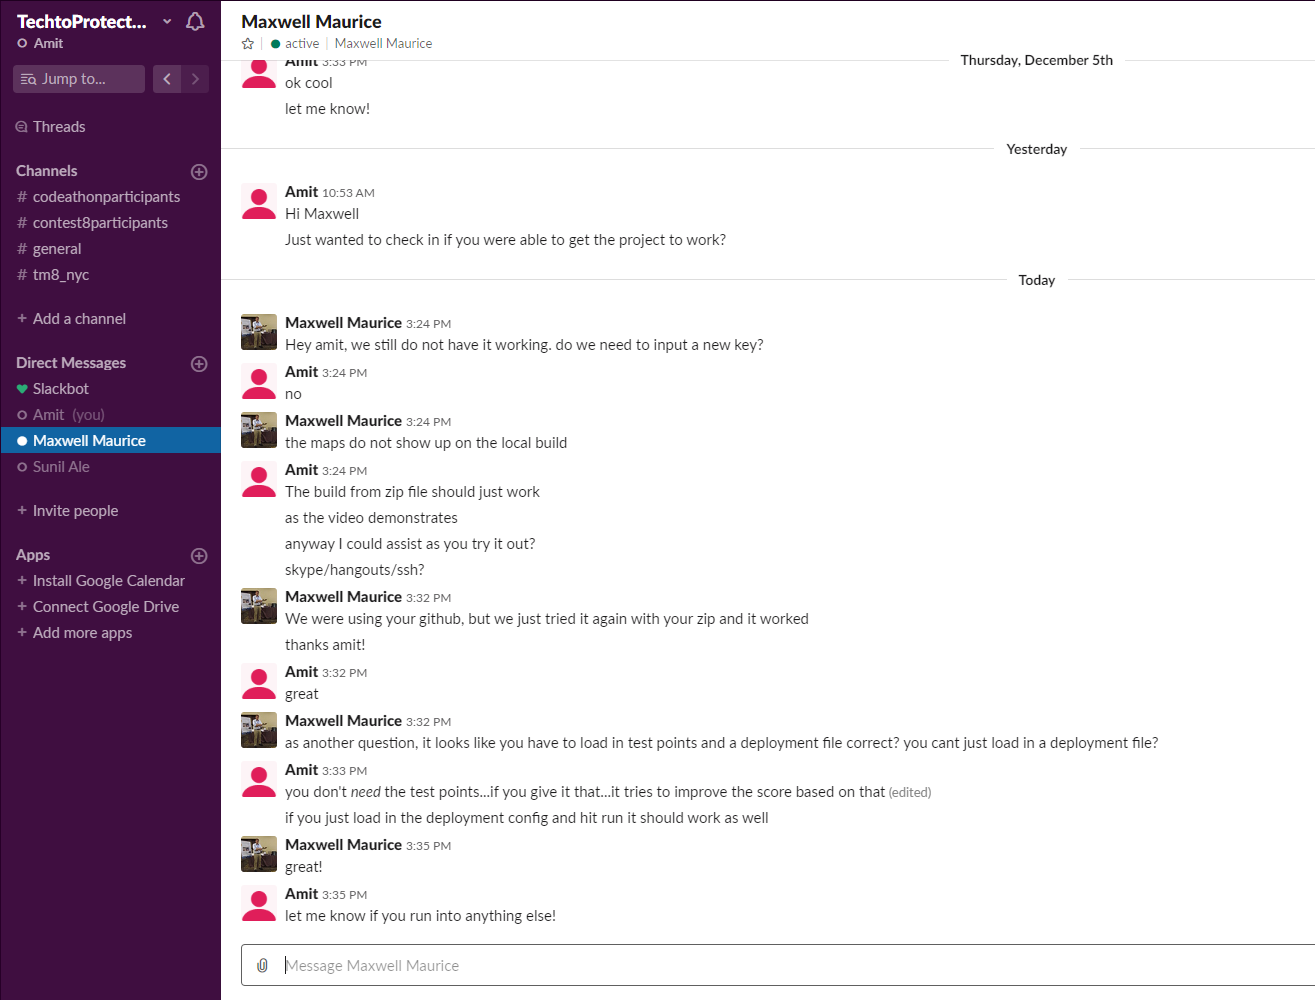 TechtoProtect...
Amit
Jump to...
Threads
Channels
# codeathonparticipants
# contest8participants
# general
# tm8_nyc
+ Add a channel
Direct Messages
Slackbot
Amit (you)
Maxwell Maurice
Sunil Ale
+ Invite people
Apps
+ Install Google Calendar
+ Connect Google Drive
+ Add more apps
Maxwell Maurice
active | Maxwell Maurice
Thursday, December 5th
Amit 3:33 PM
ok cool
let me know!
Yesterday
Amit 10:53 AM
Hi Maxwell
Just wanted to check in if you were able to get the project to work?
Today
Maxwell Maurice 3:24 PM
Hey amit, we still do not have it working. do we need to input a new key?
Amit 3:24 PM
no
Maxwell Maurice 3:24 PM
the maps do not show up on the local build
Amit 3:24 PM
The build from zip file should just work
as the video demonstrates
anyway I could assist as you try it out?
skype/hangouts/ssh?
Maxwell Maurice 3:32 PM
We were using your github, but we just tried it again with your zip and it worked
thanks amit!
Amit 3:32 PM
great
Maxwell Maurice 3:32 PM
as another question, it looks like you have to load in test points and a deployment file correct? you cant just load in a deployment file?
Amit 3:33 PM
you don't need the test points...if you give it that...it tries to improve the score based on that (edited)
if you just load in the deployment config and hit run it should work as well
Maxwell Maurice 3:35 PM
great!
Amit 3:35 PM
let me know if you run into anything else!
Message Maxwell Maurice